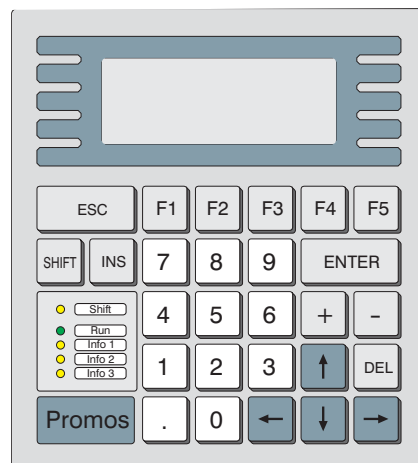 ESC F1 F2 F3 F4 F5
SHIFT INS 7 8 9 ENTER
Shift 4 5 6 + -
Run
Info 1
Info 2 1 2 3 ↑ DEL
Info 3
Promos . 0 ← ↓ →